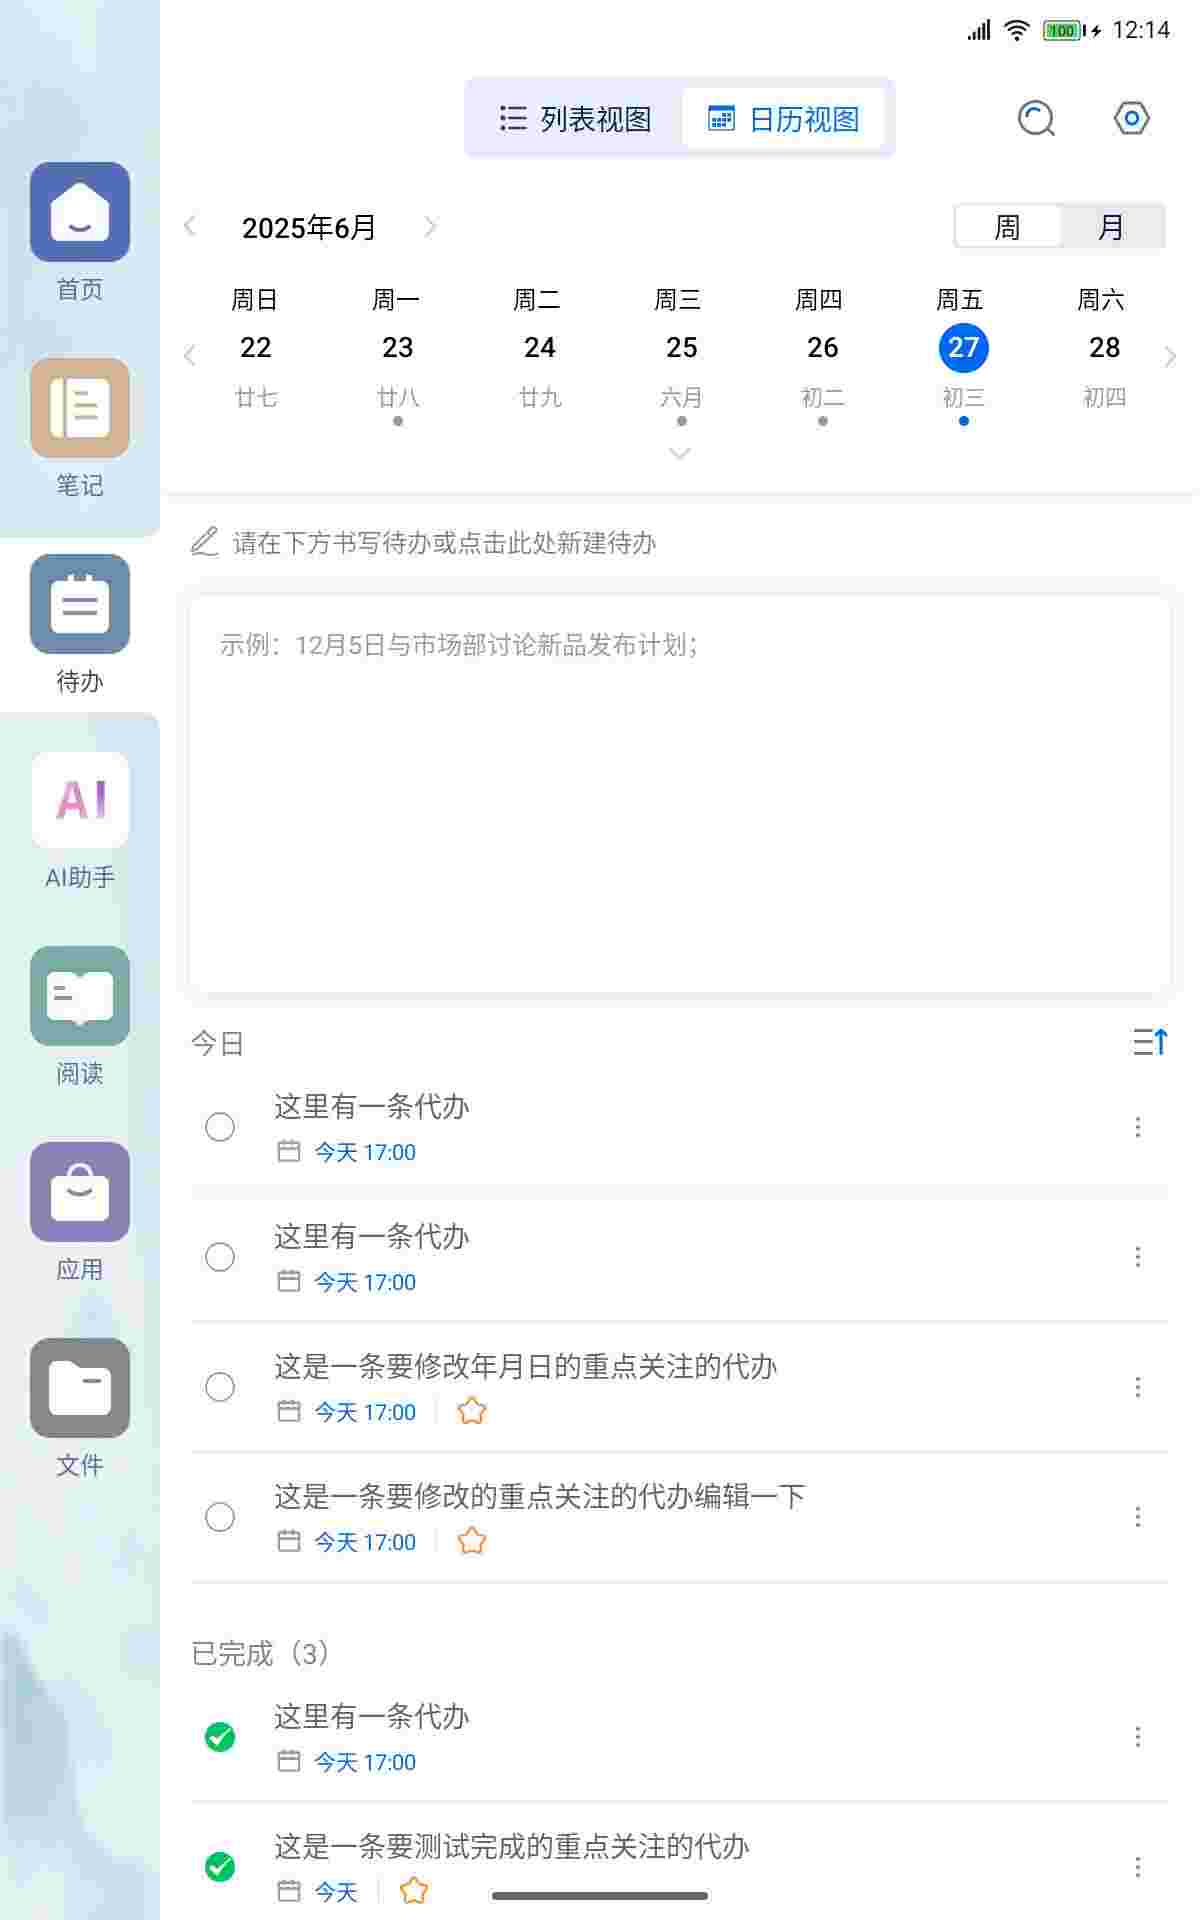 100 12:14
列表视图 日历视图
2025年6月 周 月
周日 周一 周二 周三 周四 周五 周六
22 23 24 25 26 27 28
廿七 廿八 廿九 六月 初二 初三 初四
请在下方书写待办或点击此处新建待办
示例：12月5日与市场部讨论新品发布计划；
今日
这里有一条代办
今天 17:00
这里有一条代办
今天 17:00
这是一条要修改年月日的重点关注的代办
今天 17:00
这是一条要修改的重点关注的代办编辑一下
今天 17:00
已完成（3）
这里有一条代办
今天 17:00
这是一条要测试完成的重点关注的代办
今天
首页
笔记
待办
AI
AI助手
阅读
应用
文件